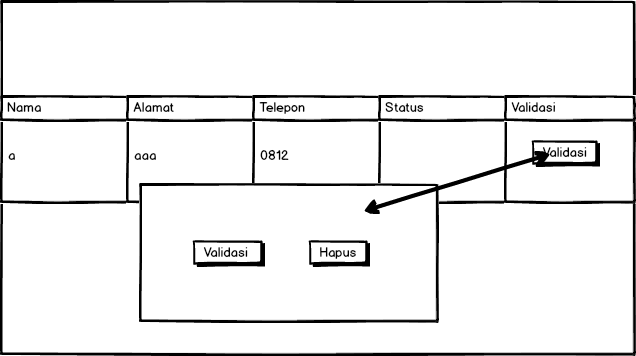 Nama Alamat Telepon Status Validasi
a aaa 0812 Validasi
Validasi Hapus